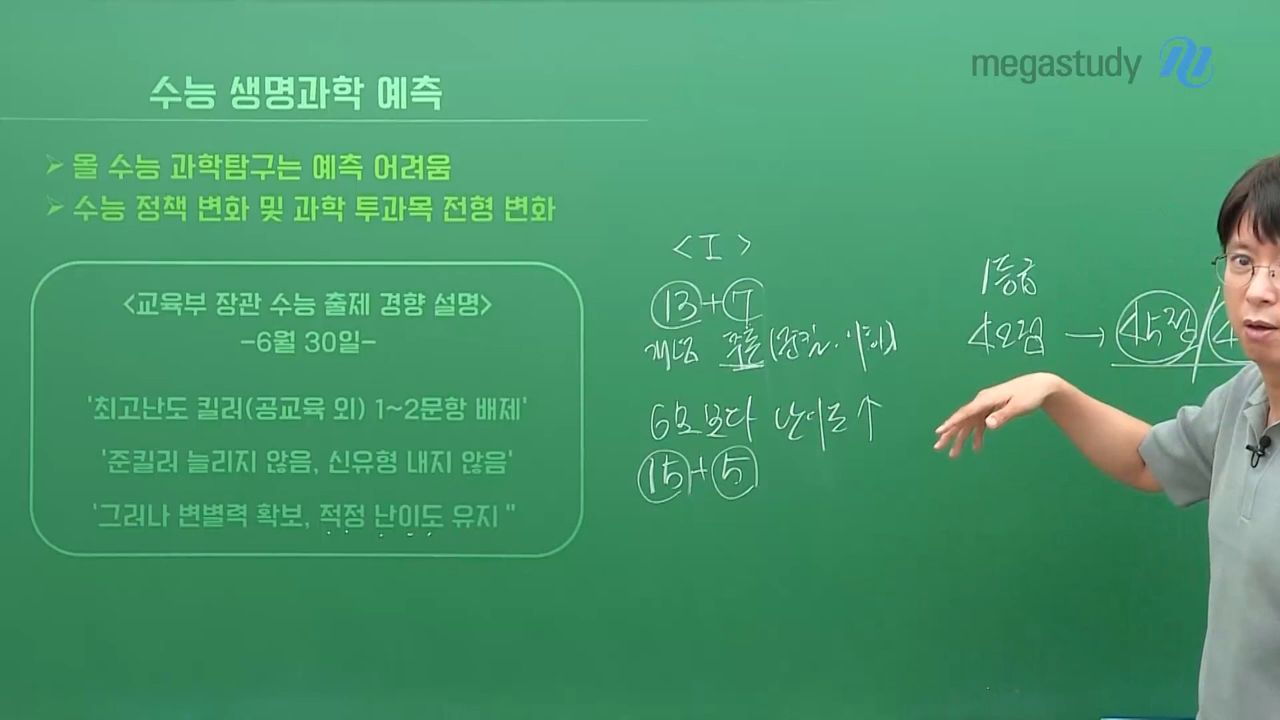 megastudy
수능 생명과학 예측
➢ 올 수능 과학탐구는 예측 어려움
➢ 수능 정책 변화 및 과학 투과목 전형 변화
<교육부 장관 수능 출제 경향 설명>
-6월 30일-
'최고난도 킬러(공교육 외) 1~2문항 배제'
'준킬러 늘리지 않음, 신유형 내지 않음'
'그러나 변별력 확보, 적정 난이도 유지 "
<I>
13+7
개념 추론(준킬
6모보다 난이도↑
15+5
1등급
→ 45점/4